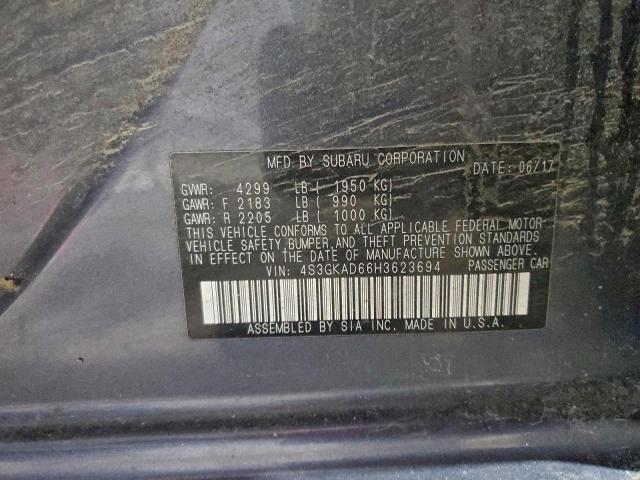 MFD BY SUBARU CORPORATION DATE: 06/17
GVWR: 4299 LB( 1950 KG)
GAWR: F 2183 LB( 990 KG)
GAWR: R 2205 LB( 1000 KG)
THIS VEHICLE CONFORMS TO ALL APPLICABLE FEDERAL MOTOR
VEHICLE SAFETY,BUMPER,AND THEFT PREVENTION STANDARDS
IN EFFECT ON THE DATE OF MANUFACTURE SHOWN ABOVE.
VIN: 4S3GKAD66H3623694 PASSENGER CAR
ASSEMBLED BY SIA INC. MADE IN U.S.A.